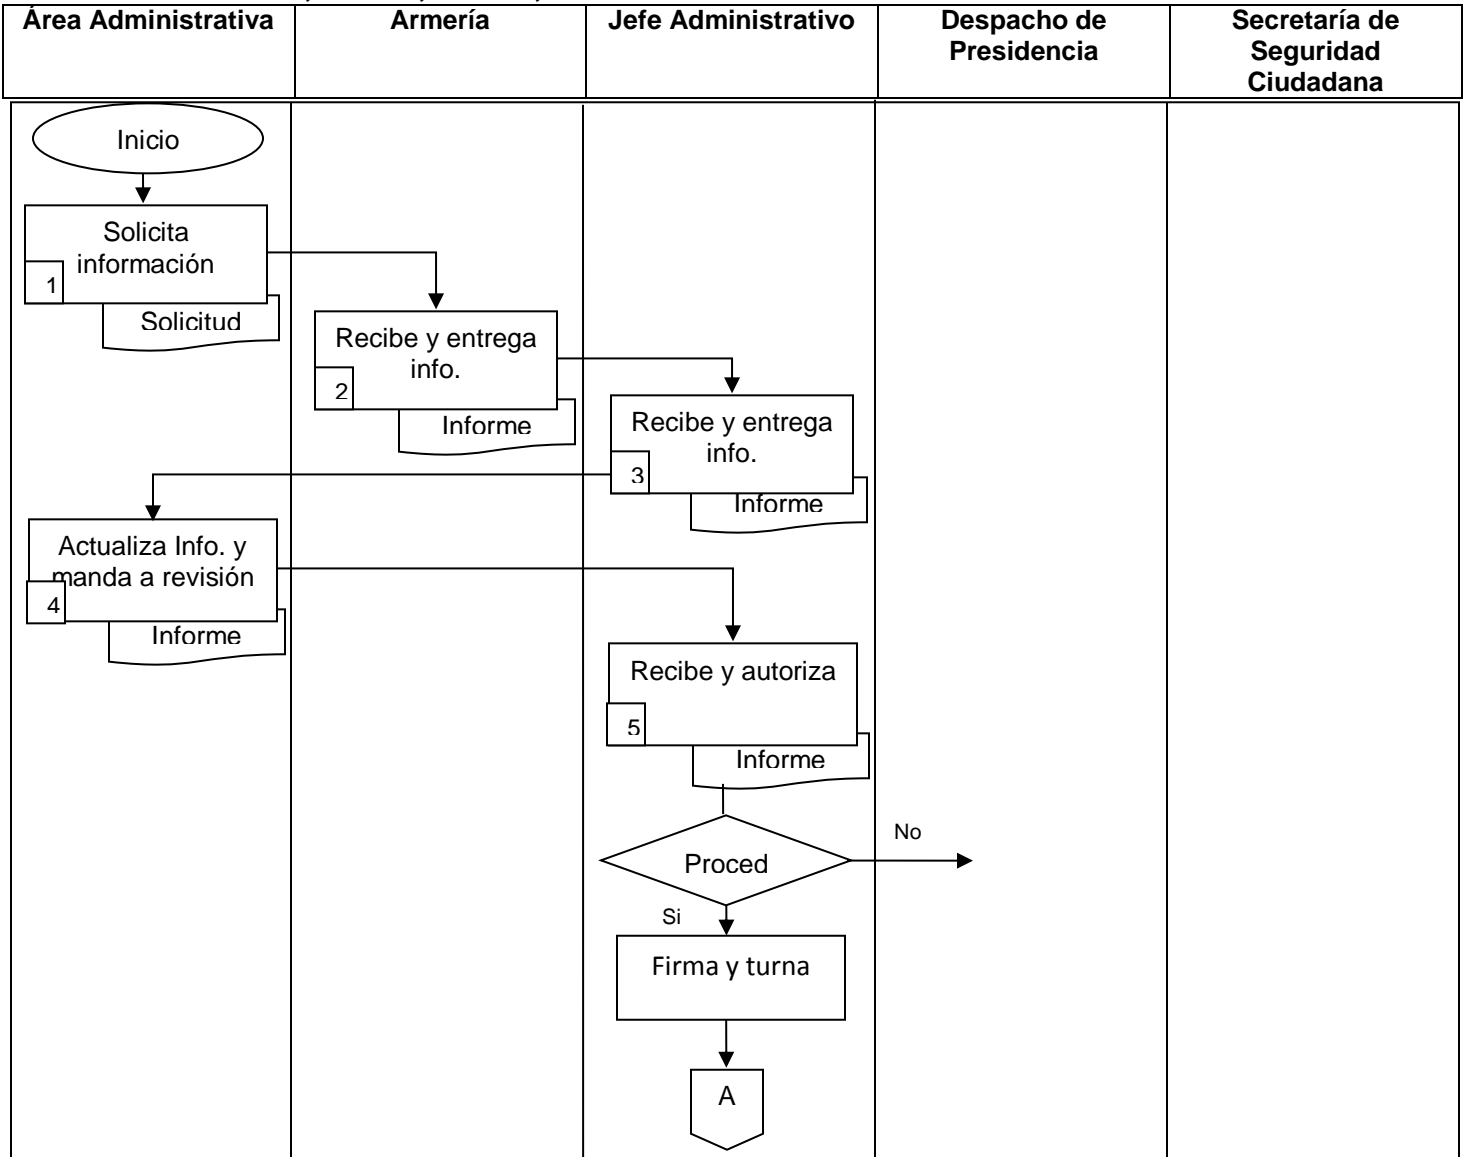 Área Administrativa
Armería
Jefe Administrativo
Despacho de
Presidencia
Secretaría de
Seguridad
Ciudadana
Inicio
Solicita
información
1
Solicitud
Recibe y entrega
info.
2
Informe
Recibe y entrega
info.
3
Informe
Actualiza Info. y
manda a revisión
4
Informe
Recibe y autoriza
5
Informe
Proced
No
Si
Firma y turna
A